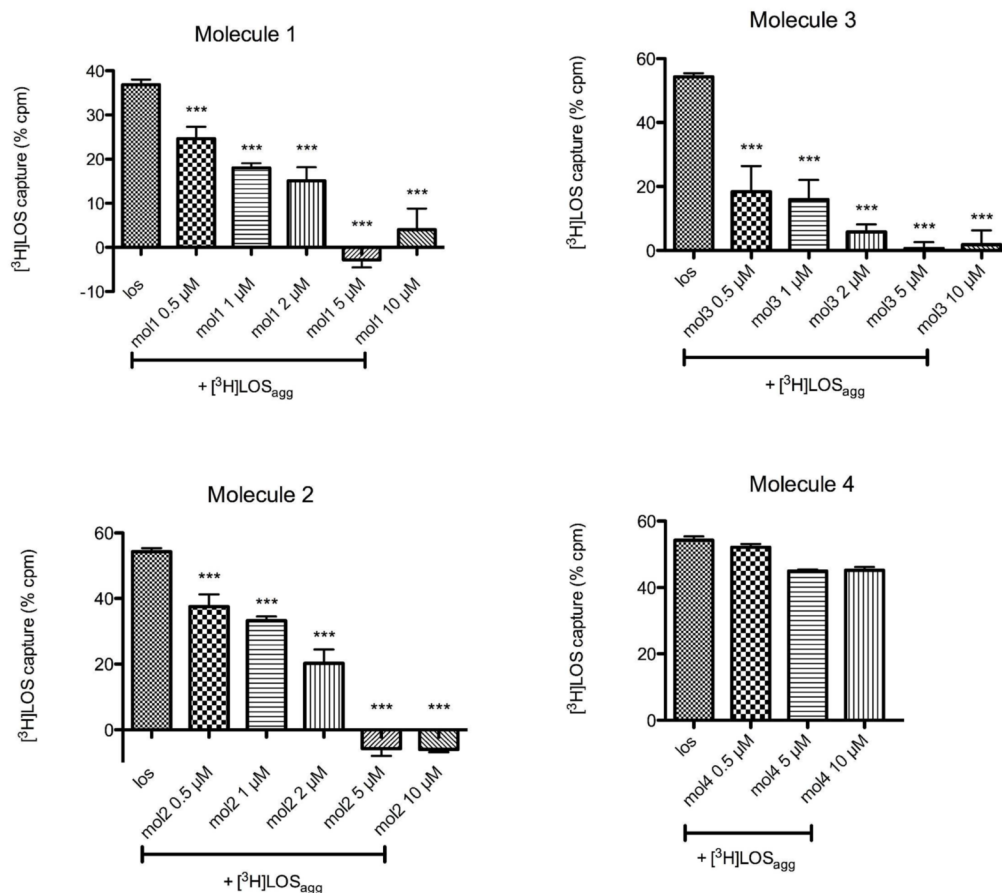 Molecule 1
[³H]LOS capture (% cpm)
40
30
20
10
0
-10
***
***
***
***
***
los
mol1 0.5 µM
mol1 1 µM
mol1 2 µM
mol1 5 µM
mol1 10 µM
+ [³H]LOSagg
Molecule 3
[³H]LOS capture (% cpm)
60
40
20
0
***
***
***
***
***
los
mol3 0.5 µM
mol3 1 µM
mol3 2 µM
mol3 5 µM
mol3 10 µM
+ [³H]LOSagg
Molecule 2
[³H]LOS capture (% cpm)
60
40
20
0
***
***
***
***
***
los
mol2 0.5 µM
mol2 1 µM
mol2 2 µM
mol2 5 µM
mol2 10 µM
+ [³H]LOSagg
Molecule 4
[³H]LOS capture (% cpm)
60
40
20
0
los
mol4 0.5 µM
mol4 5 µM
mol4 10 µM
+ [³H]LOSagg